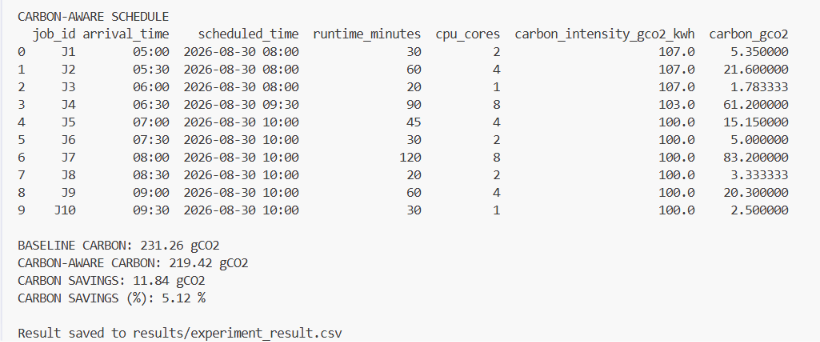 CARBON-AWARE SCHEDULE
job_id arrival_time scheduled_time runtime_minutes cpu_cores carbon_intensity_gco2_kwh carbon_gco2
0 J1 05:00 2026-08-30 08:00 30 2 107.0 5.350000
1 J2 05:30 2026-08-30 08:00 60 4 107.0 21.600000
2 J3 06:00 2026-08-30 08:00 20 1 107.0 1.783333
3 J4 06:30 2026-08-30 09:30 90 8 103.0 61.200000
4 J5 07:00 2026-08-30 10:00 45 4 100.0 15.150000
5 J6 07:30 2026-08-30 10:00 30 2 100.0 5.000000
6 J7 08:00 2026-08-30 10:00 120 8 100.0 83.200000
7 J8 08:30 2026-08-30 10:00 20 2 100.0 3.333333
8 J9 09:00 2026-08-30 10:00 60 4 100.0 20.300000
9 J10 09:30 2026-08-30 10:00 30 1 100.0 2.500000
BASELINE CARBON: 231.26 gCO2
CARBON-AWARE CARBON: 219.42 gCO2
CARBON SAVINGS: 11.84 gCO2
CARBON SAVINGS (%): 5.12 %
Result saved to results/experiment_result.csv